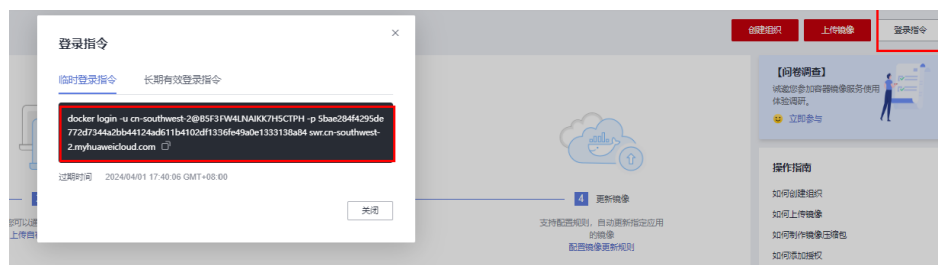 创建组织
上传镜像
登录指令
登录指令
×
临时登录指令
长期有效登录指令
docker login -u cn-southwest-2@B5F3FW4LNAIKK7H5CTPH -p 5bae284f4295de
772d7344a2bb44124ad611b4102df1336fe49a0e1333138a84 swr.cn-southwest-
2.myhuaweicloud.com
过期时间 2024/04/01 17:40:06 GMT+08:00
关闭
上传自
4 更新镜像
支持配置规则，自动更新指定应用
的镜像
配置镜像更新规则
【问卷调查】
诚邀您参加容器镜像服务使用
体验调研。
立即参与
操作指南
如何创建组织
如何上传镜像
如何制作镜像压缩包
如何添加授权